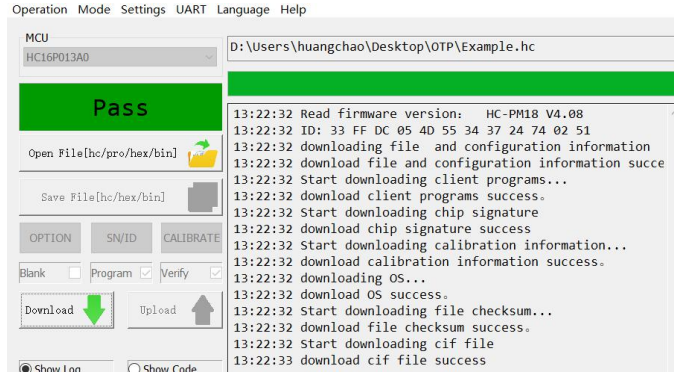 Operation Mode Settings UART Language Help
MCU
HC16P013A0
D:\Users\huangchao\Desktop\OTP\Example.hc
Pass
Open File[hc/pro/hex/bin]
Save File[hc/hex/bin]
OPTION SN/ID CALIBRATE
Blank Program Verify
Download Upload
Show Log Show Code
13:22:32 Read firmware version： HC-PM18 V4.08
13:22:32 ID: 33 FF DC 05 4D 55 34 37 24 74 02 51
13:22:32 downloading file and configuration information
13:22:32 download file and configuration information succe
13:22:32 Start downloading client programs...
13:22:32 download client programs success。
13:22:32 Start downloading chip signature
13:22:32 download chip signature success
13:22:32 Start downloading calibration information...
13:22:32 download calibration information success。
13:22:32 downloading OS...
13:22:32 download OS success。
13:22:32 Start downloading file checksum...
13:22:32 download file checksum success。
13:22:32 Start downloading cif file
13:22:33 download cif file success